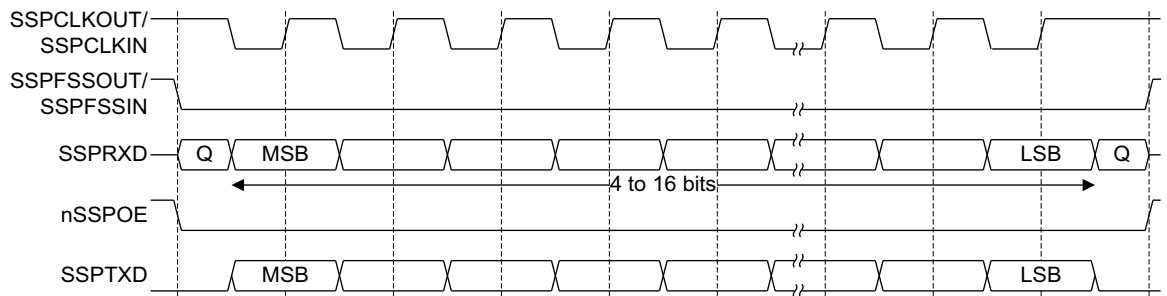 SSPCLKOUT/
SSPCLKIN
SSPFSSOUT/
SSPFSSIN
SSPRXD
Q
MSB
LSB
Q
4 to 16 bits
nSSPOE
SSPTXD
MSB
LSB